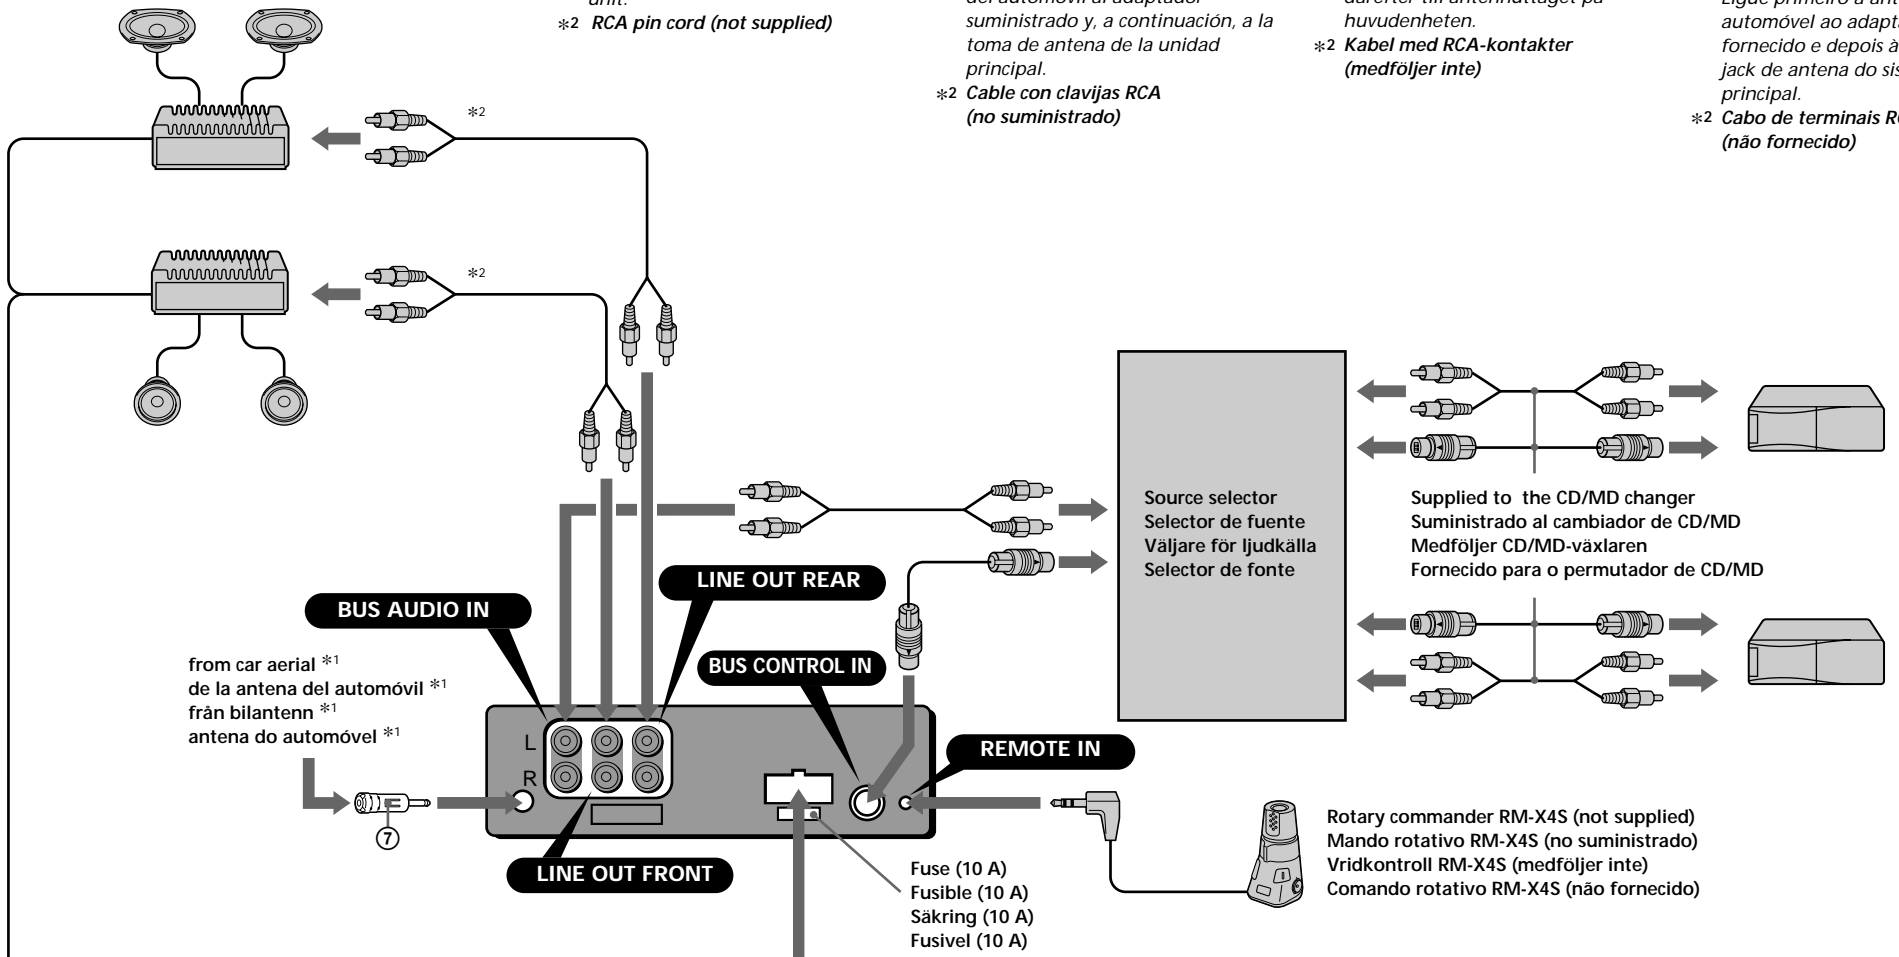 unit.
*2 RCA pin cord (not supplied)
del automóvil al adaptador
suministrado y, a continuación, a la
toma de antena de la unidad
principal.
*2 Cable con clavijas RCA
(no suministrado)
därefter till antennuttaget på
huvudenheten.
*2 Kabel med RCA-kontakter
(medföljer inte)
Ligue primeiro a
automóvel ao
fornecido e depois à
jack de antena do
principal.
*2 Cabo de terminais
(não fornecido)
*2
*2
Source selector
Selector de fuente
Väljare för ljudkälla
Selector de fonte
Supplied to the CD/MD changer
Suministrado al cambiador de CD/MD
Medföljer CD/MD-växlaren
Fornecido para o permutador de CD/MD
LINE OUT REAR
BUS AUDIO IN
BUS CONTROL IN
from car aerial *1
de la antena del automóvil *1
från bilantenn *1
antena do automóvel *1
L
R
REMOTE IN
7
LINE OUT FRONT
Fuse (10 A)
Fusible (10 A)
Säkring (10 A)
Fusivel (10 A)
Rotary commander RM-X4S (not supplied)
Mando rotativo RM-X4S (no suministrado)
Vridkontroll RM-X4S (medföljer inte)
Comando rotativo RM-X4S (não fornecido)